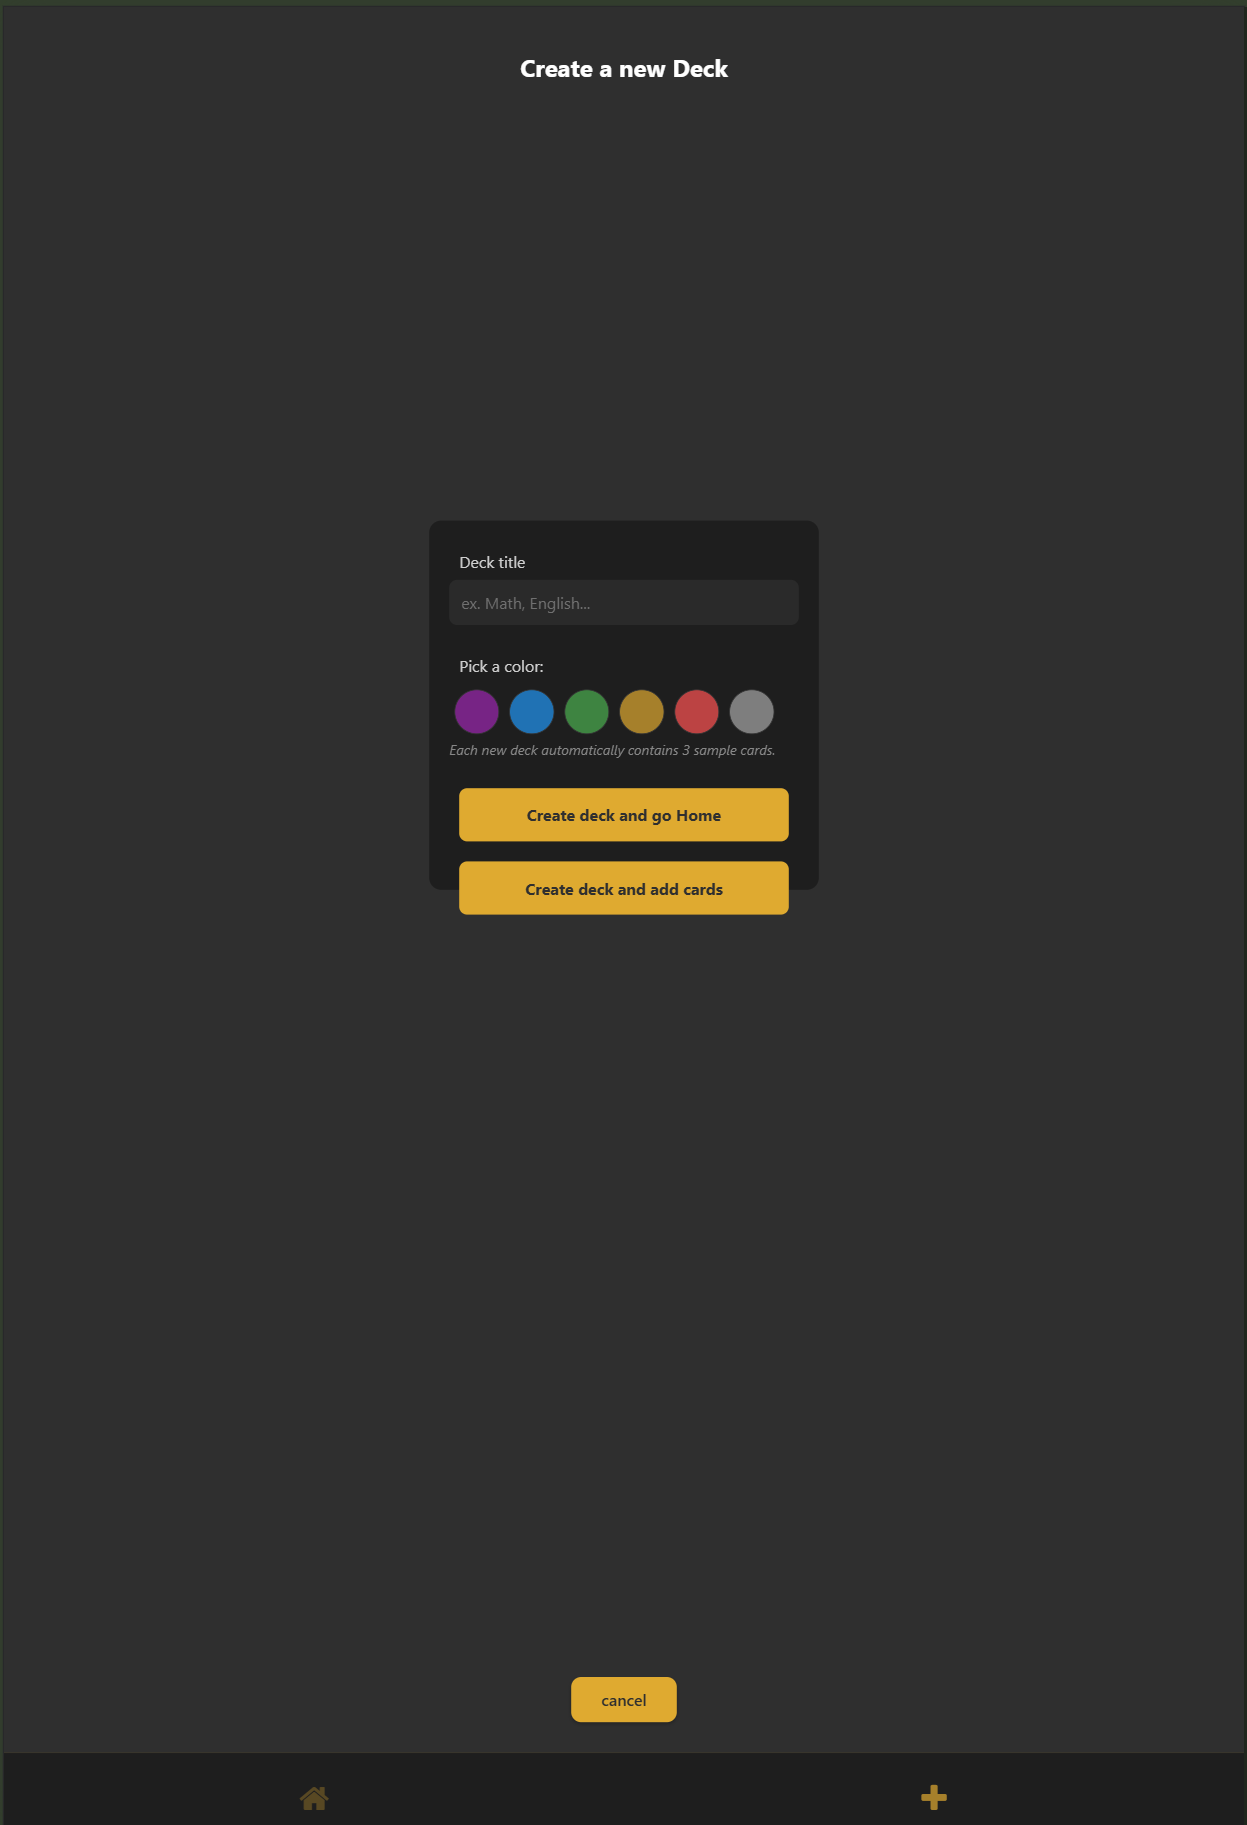 Create a new Deck
Deck title
ex. Math, English...
Pick a color:
Each new deck automatically contains 3 sample cards.
Create deck and go Home
Create deck and add cards
cancel